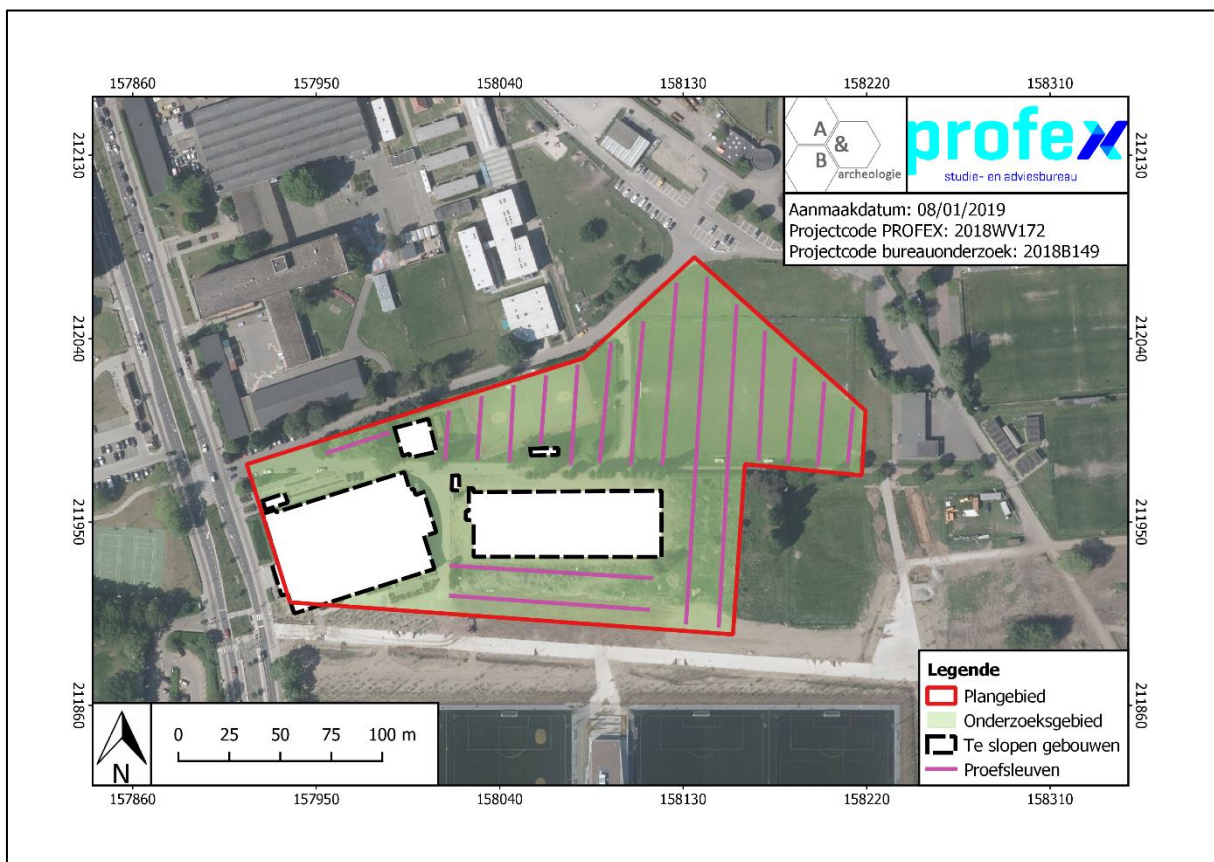 157860 157950 158040 158130 158220 158310
212130 212130
A & B
archeologie
profex
studie- en adviesbureau
Aanmaakdatum: 08/01/2019
Projectcode PROFEX: 2018WV172
Projectcode bureauonderzoek: 2018B149
212040 212040
211950 211950
211860 211860
Legende
Plangebied
Onderzoeksgebied
Te slopen gebouwen
Proefsleuven
N
0 25 50 75 100 m
157860 157950 158040 158130 158220 158310